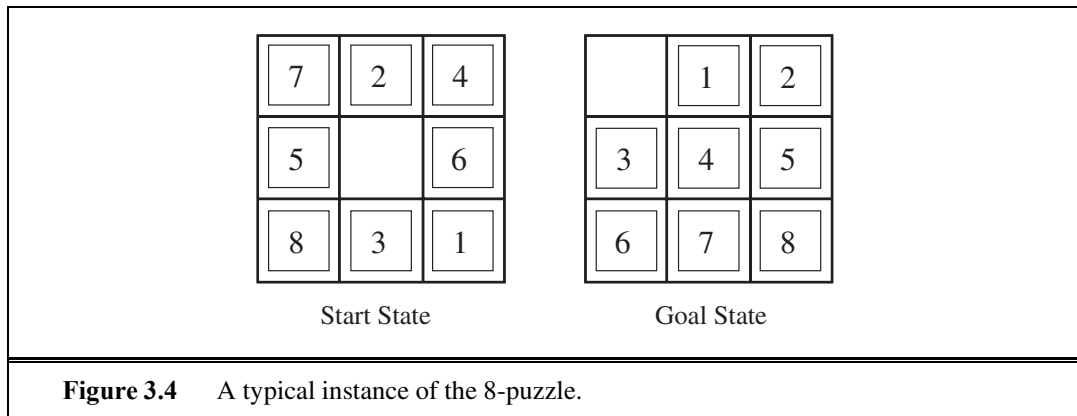 7 2 4 1 2
5 6 3 4 5
8 3 1 6 7 8
Start State Goal State
Figure 3.4 A typical instance of the 8-puzzle.